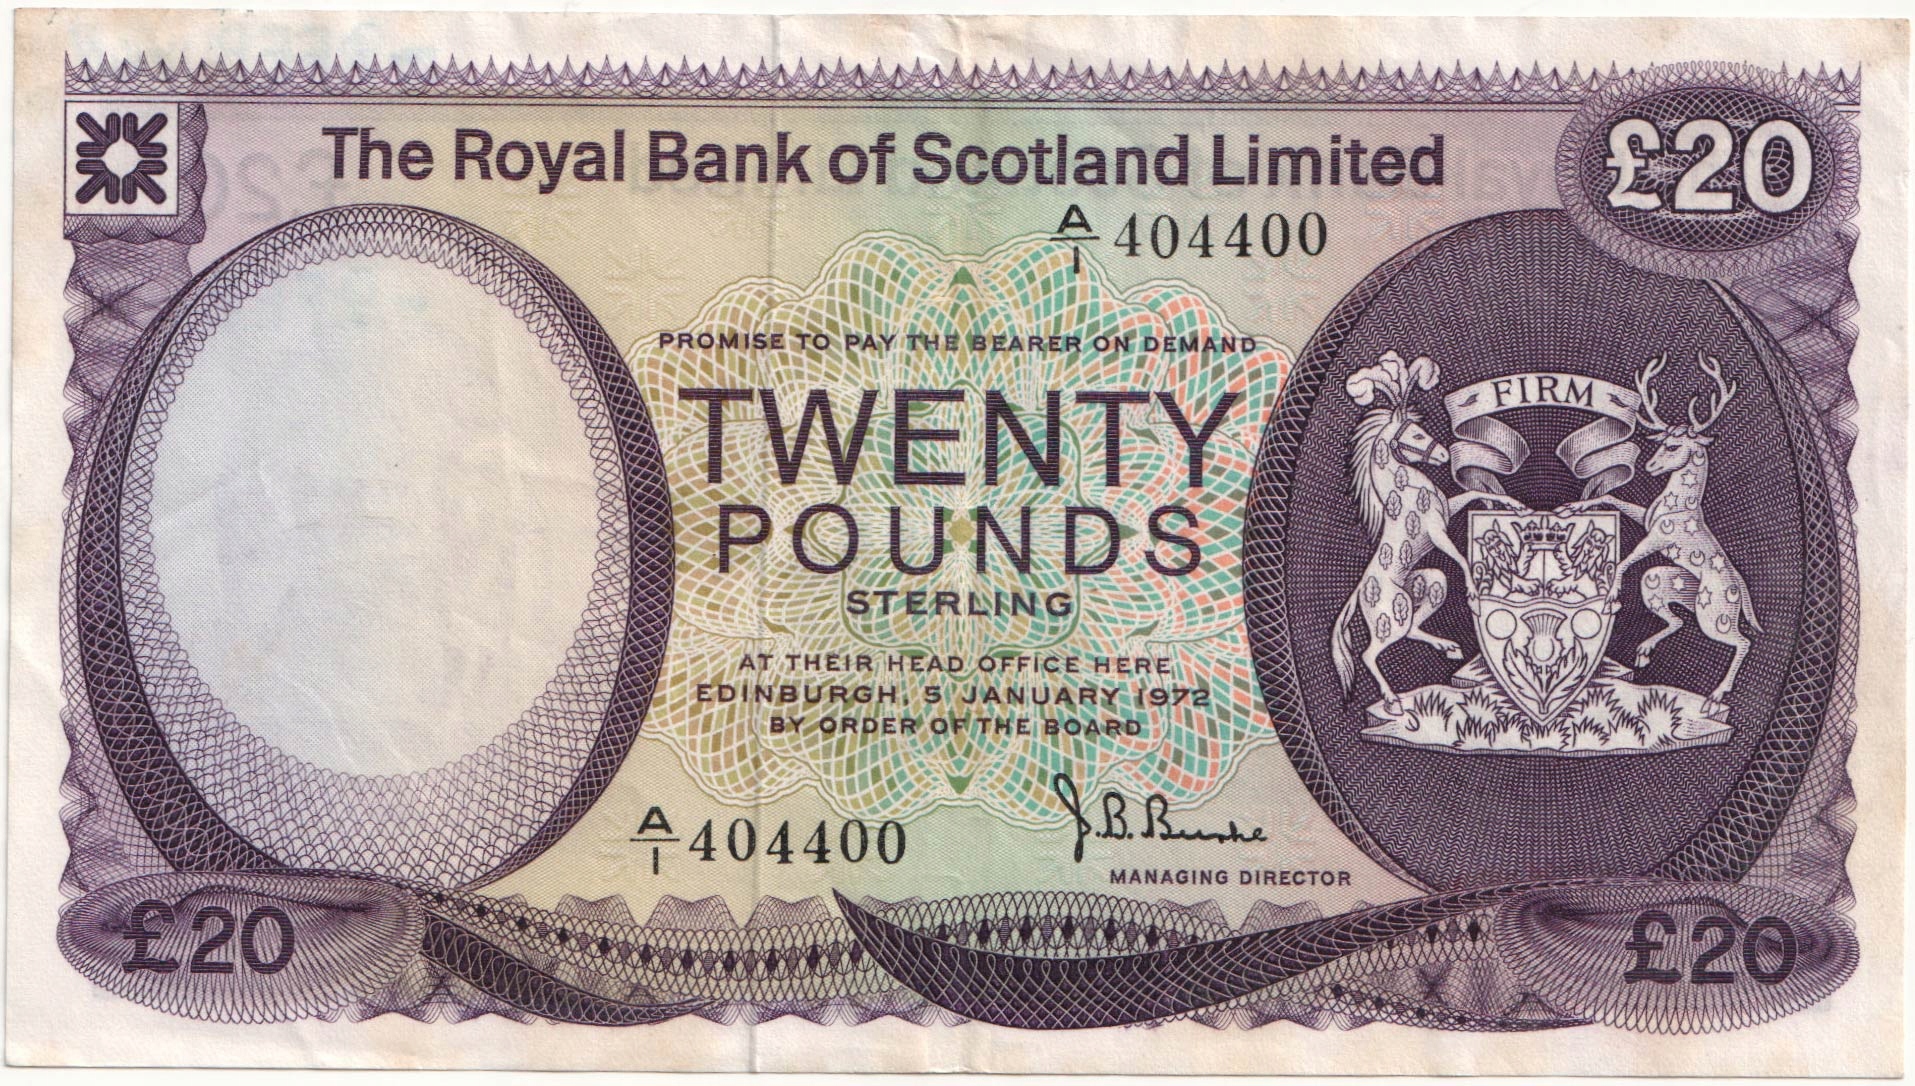 The Royal Bank of Scotland Limited
£20
A/1 404400
PROMISE TO PAY THE BEARER ON DEMAND
TWENTY
POUNDS
STERLING
AT THEIR HEAD OFFICE HERE
EDINBURGH, 5 JANUARY 1972
BY ORDER OF THE BOARD
FIRM
A/1 404400
J.B. Burke
MANAGING DIRECTOR
£20
£20